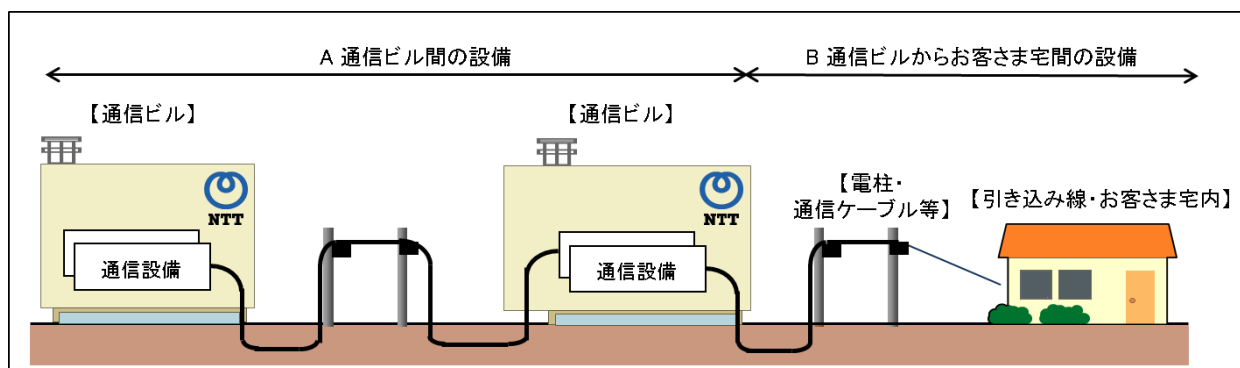 A 通信ビル間の設備
B 通信ビルからお客さま宅間の設備
【通信ビル】
【通信ビル】
【電柱・
通信ケーブル等】
【引き込み線・お客さま宅内】
NTT
NTT
通信設備
通信設備